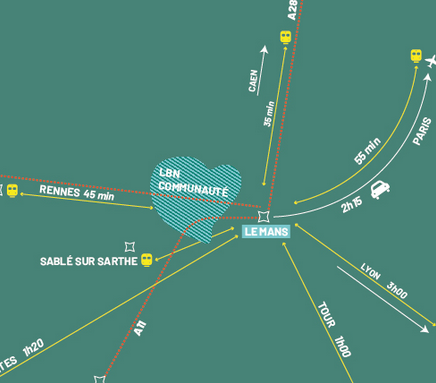 A28
CAEN
35 min
55 min
PARIS
2h15
LBN
COMMUNAUTÉ
RENNES 45 min
LE MANS
SABLÉ SUR SARTHE
LYON 3h00
A11
TOUR 1h00
TES 1h20